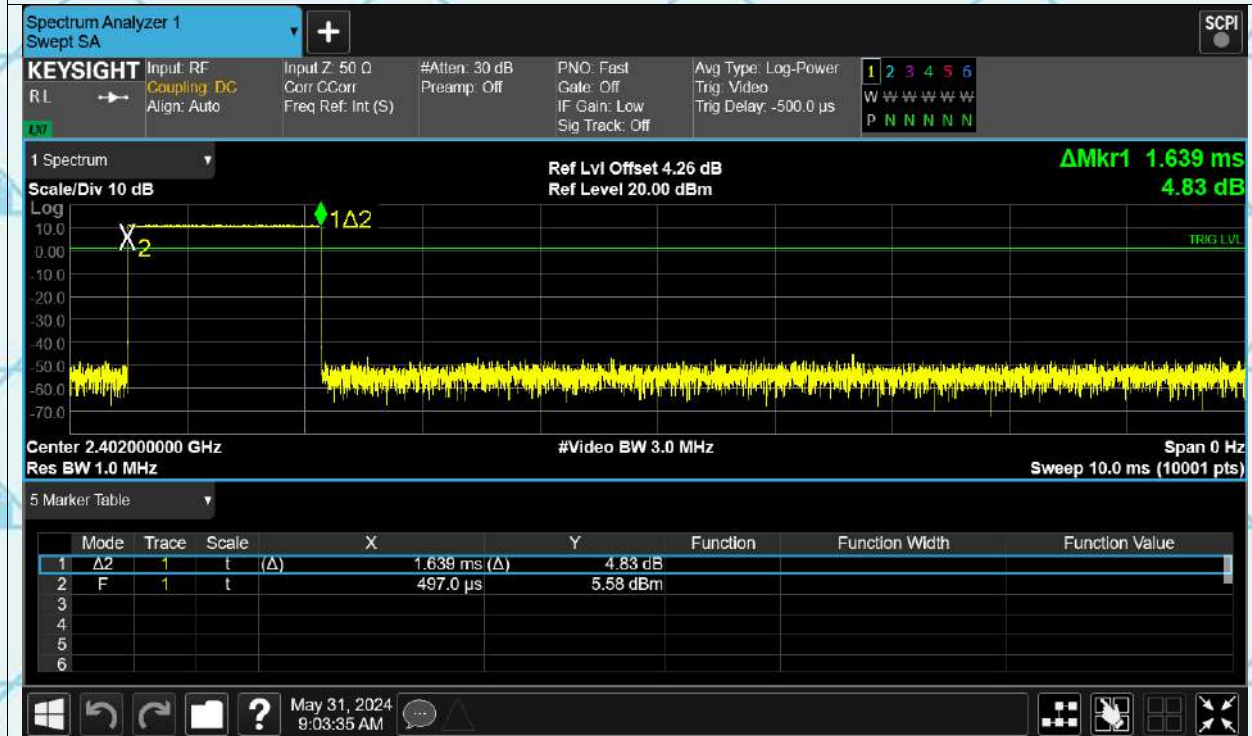 Spectrum Analyzer 1
Swept SA
+
SCPI
KEYSIGHT
RL
LXI
Input: RF
Coupling: DC
Align: Auto
Input Z: 50 Ω
Corr CCorr
Freq Ref: Int (S)
#Atten: 30 dB
Preamp: Off
PNO: Fast
Gate: Off
IF Gain: Low
Sig Track: Off
Avg Type: Log-Power
Trig: Video
Trig Delay: -500.0 µs
1 2 3 4 5 6
W W W W W W
P N N N N N
1 Spectrum
Scale/Div 10 dB
Ref Lvl Offset 4.26 dB
Ref Level 20.00 dBm
ΔMkr1 1.639 ms
4.83 dB
Log
10.0
0.00
-10.0
-20.0
-30.0
-40.0
-50.0
-60.0
-70.0
X 2
1Δ2
TRIG LVL
Center 2.402000000 GHz
Res BW 1.0 MHz
#Video BW 3.0 MHz
Span 0 Hz
Sweep 10.0 ms (10001 pts)
5 Marker Table
Mode Trace Scale X Y Function Function Width Function Value
1 Δ2 1 t (Δ) 1.639 ms (Δ) 4.83 dB
2 F 1 t 497.0 µs 5.58 dBm
3
4
5
6
?
May 31, 2024
9:03:35 AM